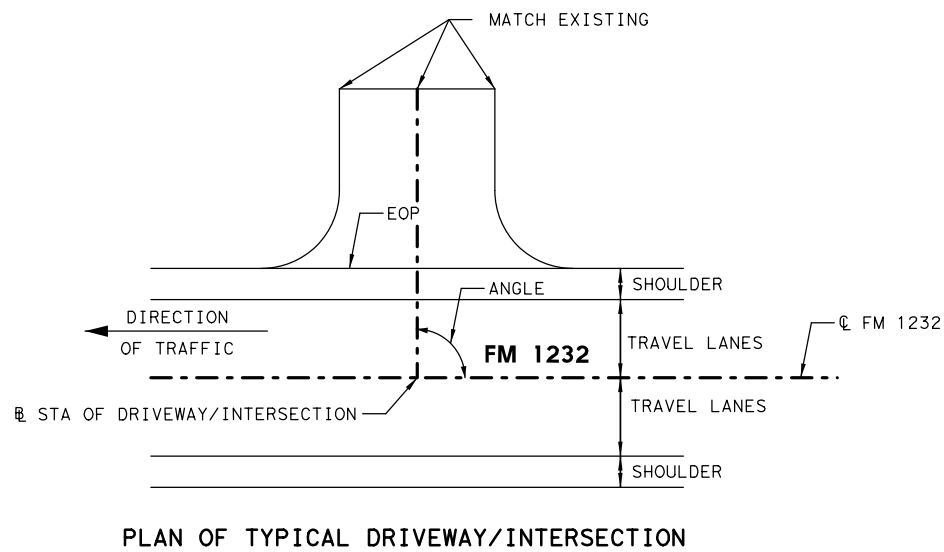 MATCH EXISTING
EOP
SHOULDER
ANGLE
DIRECTION
OF TRAFFIC
℄ FM 1232
TRAVEL LANES
FM 1232
TRAVEL LANES
BL STA OF DRIVEWAY/INTERSECTION
SHOULDER
PLAN OF TYPICAL DRIVEWAY/INTERSECTION